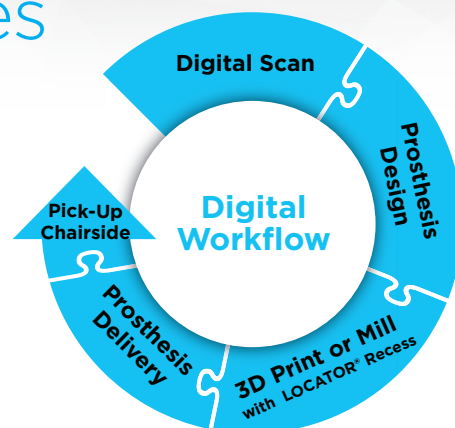 es
Digital Scan
Prosthesis
Design
3D Print or Mill
with LOCATOR® Recess
Prosthesis
Delivery
Pick-Up
Chairside
Digital
Workflow